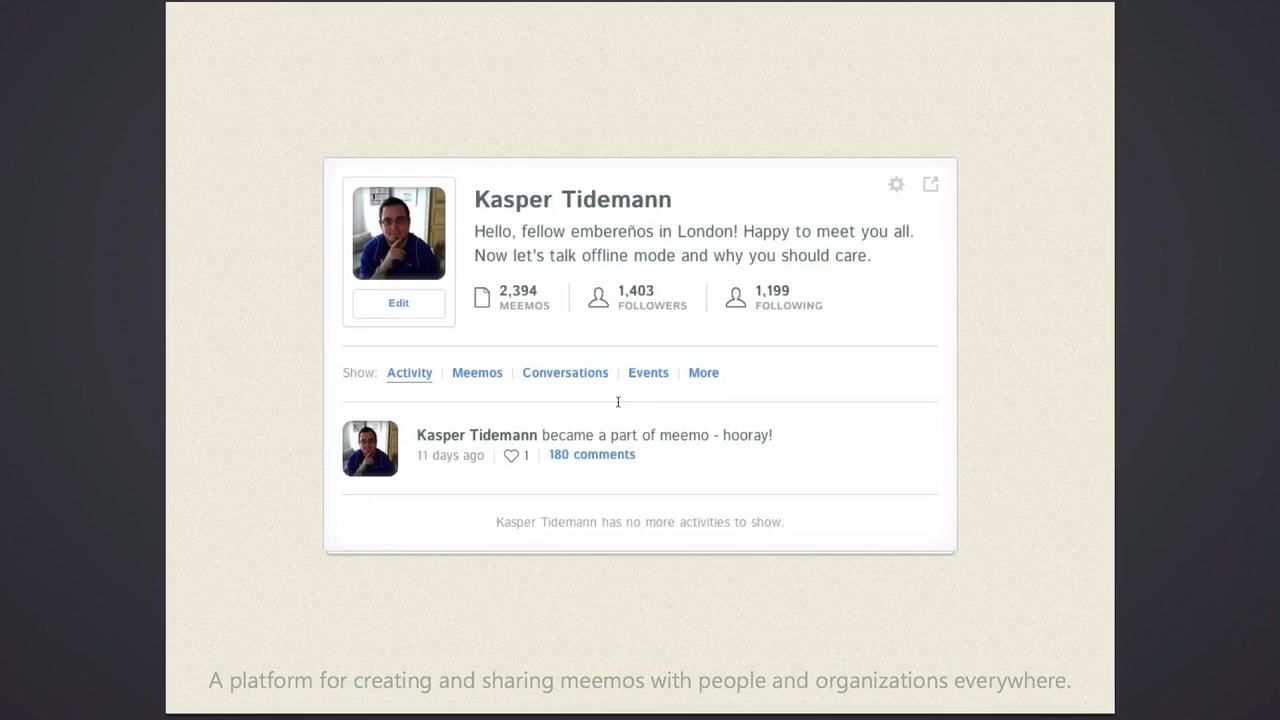 Kasper Tidemann
Hello, fellow embereños in London! Happy to meet you all.
Now let's talk offline mode and why you should care.
Edit
2,394
MEEMOS
1,403
FOLLOWERS
1,199
FOLLOWING
Show: Activity Meemos Conversations Events More
Kasper Tidemann became a part of meemo - hooray!
11 days ago 1 180 comments
Kasper Tidemann has no more activities to show.
A platform for creating and sharing meemos with people and organizations everywhere.